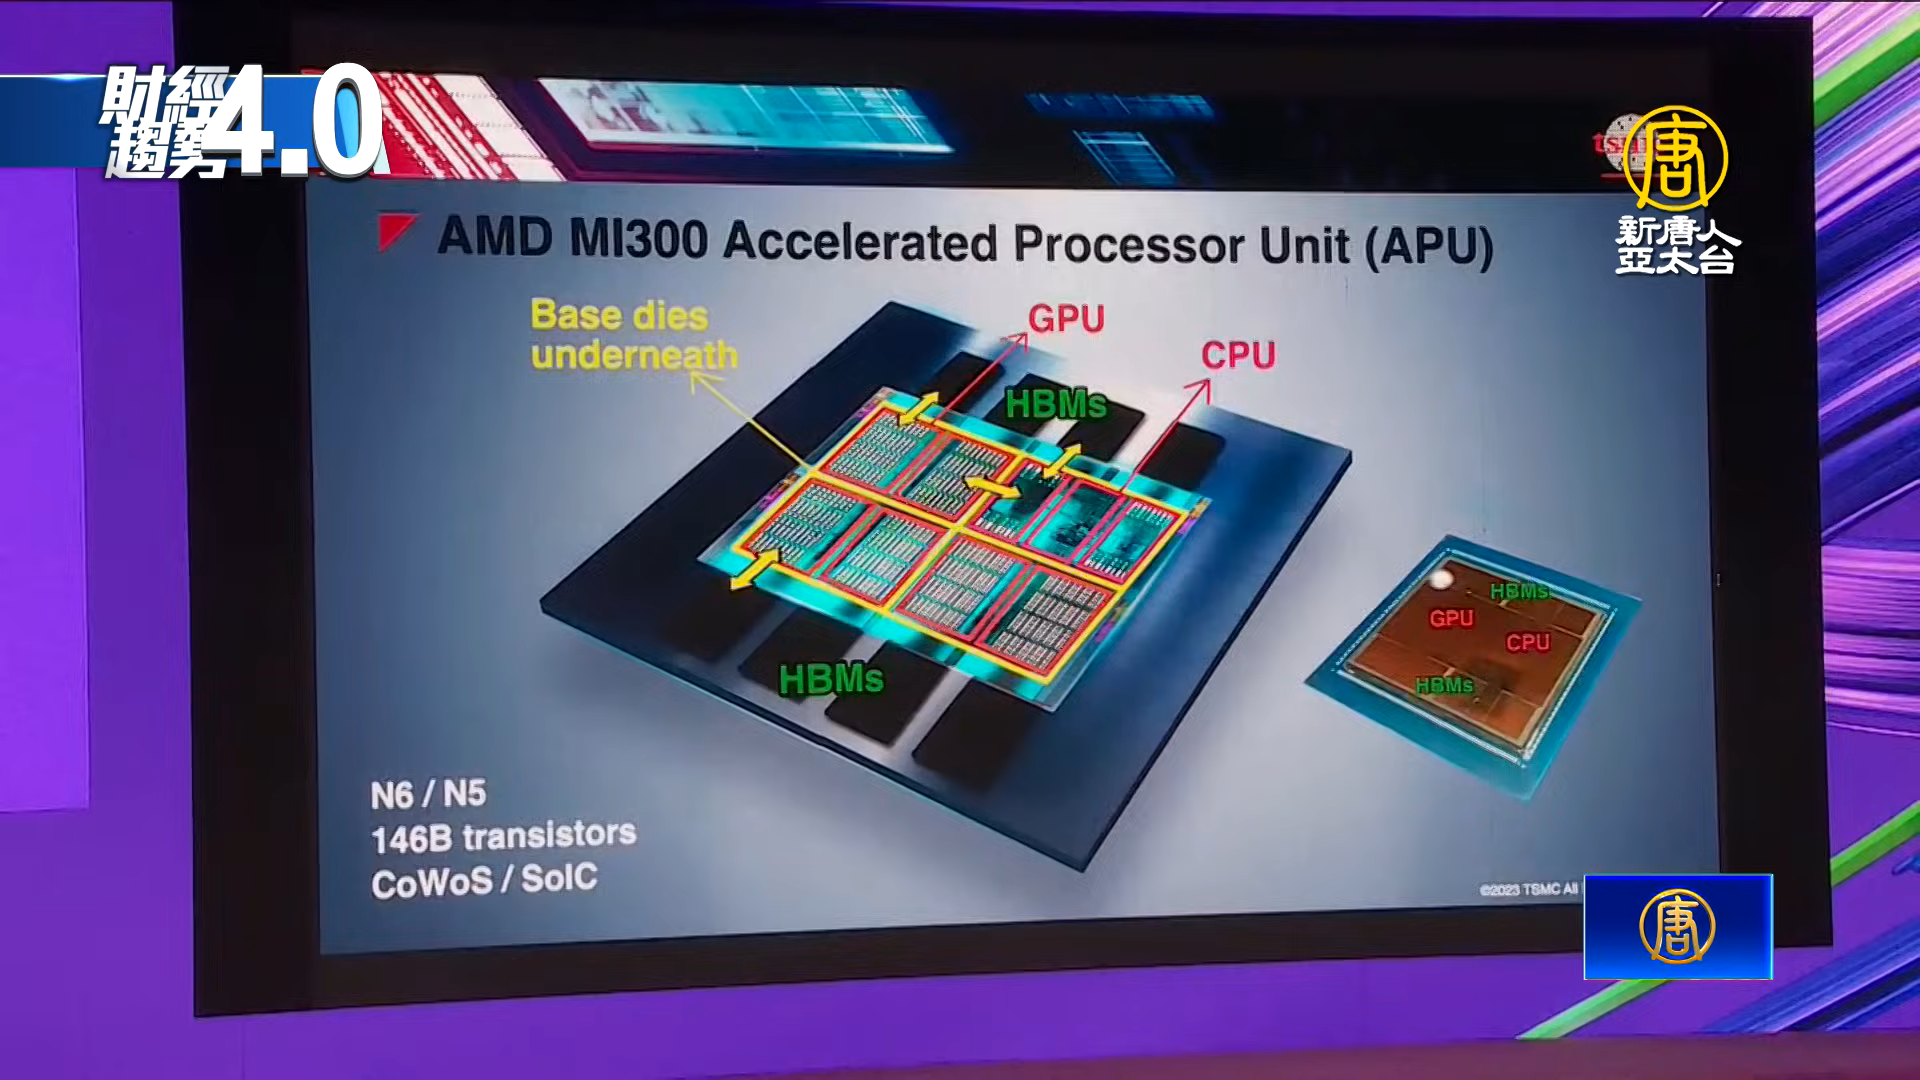 財經
趨勢4.0
唐
新唐人
亞太台
AMD MI300 Accelerated Processor Unit (APU)
Base dies
underneath
GPU
CPU
HBMs
HBMs
HBMs
GPU
CPU
HBMs
N6 / N5
146B transistors
CoWoS / SoIC
©2023 TSMC All
唐